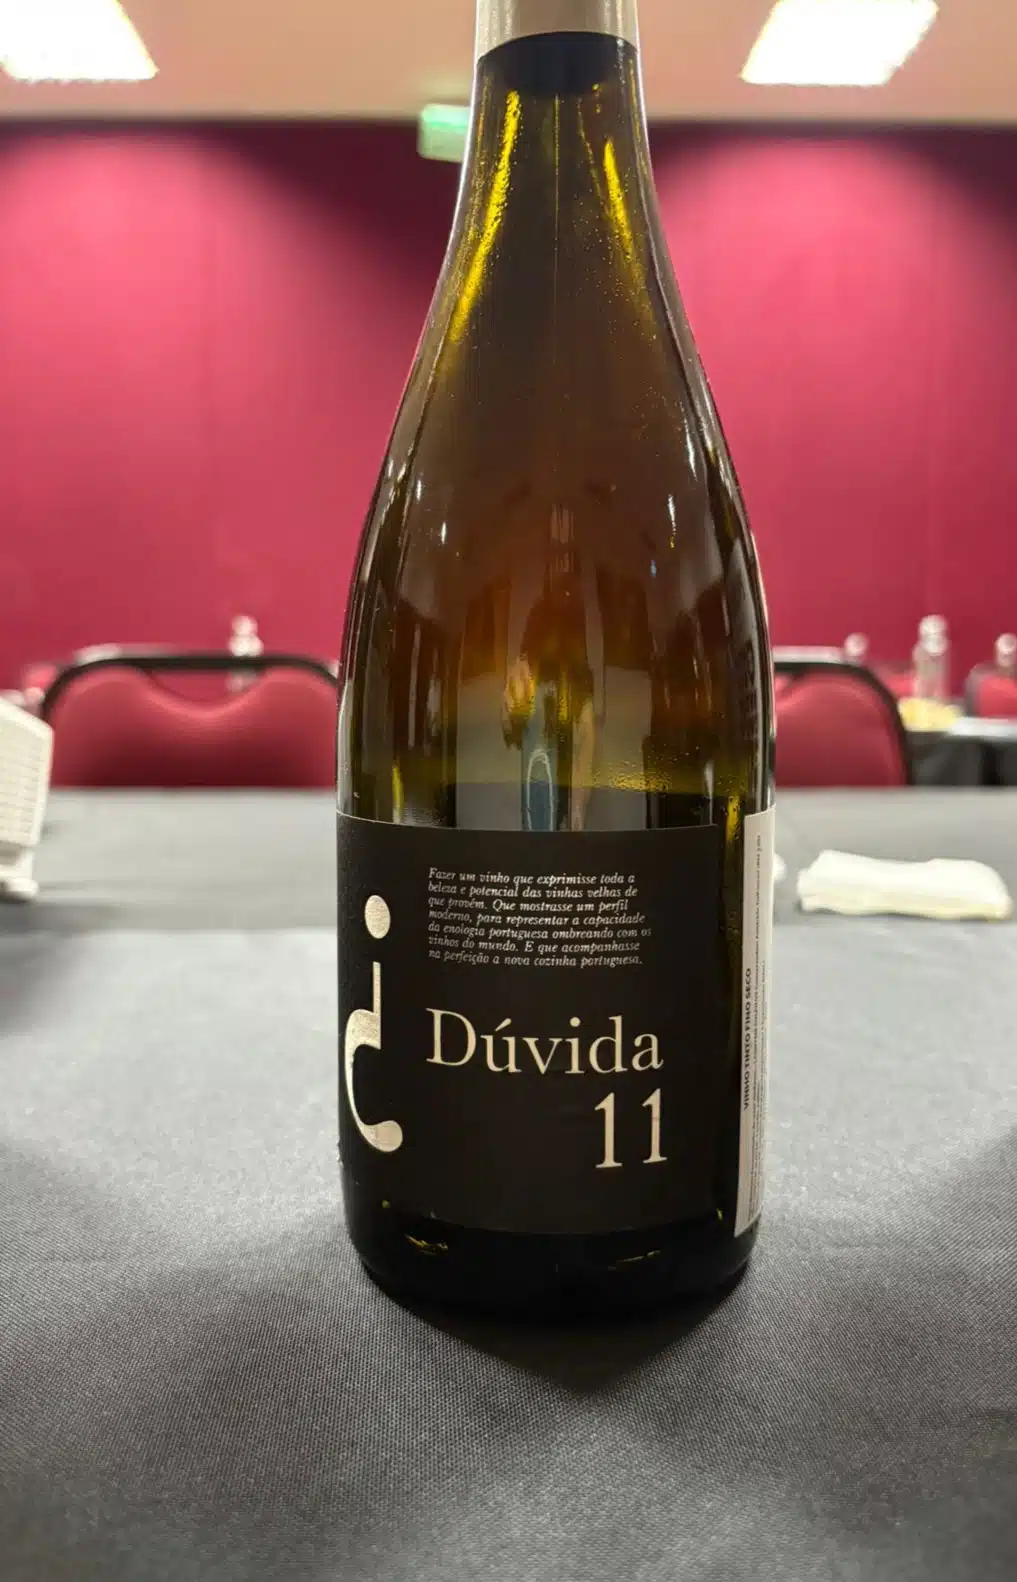 Fazer um vinho que exprimisse toda a
beleza e potencial das vinhas velhas de
que provém. Que mostrasse um perfil
moderno, para representar a capacidade
da enologia portuguesa ombreando com os
vinhos do mundo. E que acompanhasse
na perfeição a nova cozinha portuguesa.
¿
Dúvida
11
VINHO TINTO FINO SECO